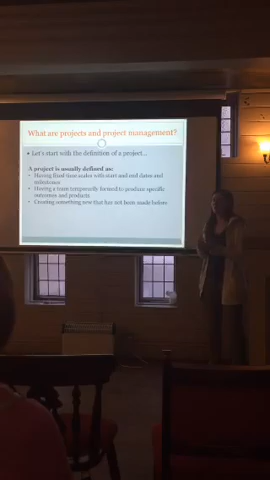 What are projects and project management?
• Let's start with the definition of a project...
A project is usually defined as:
• Having fixed time scales with start and end dates and
milestones
• Having a team temporarily formed to produce specific
outcomes and products
• Creating something new that has not been made before